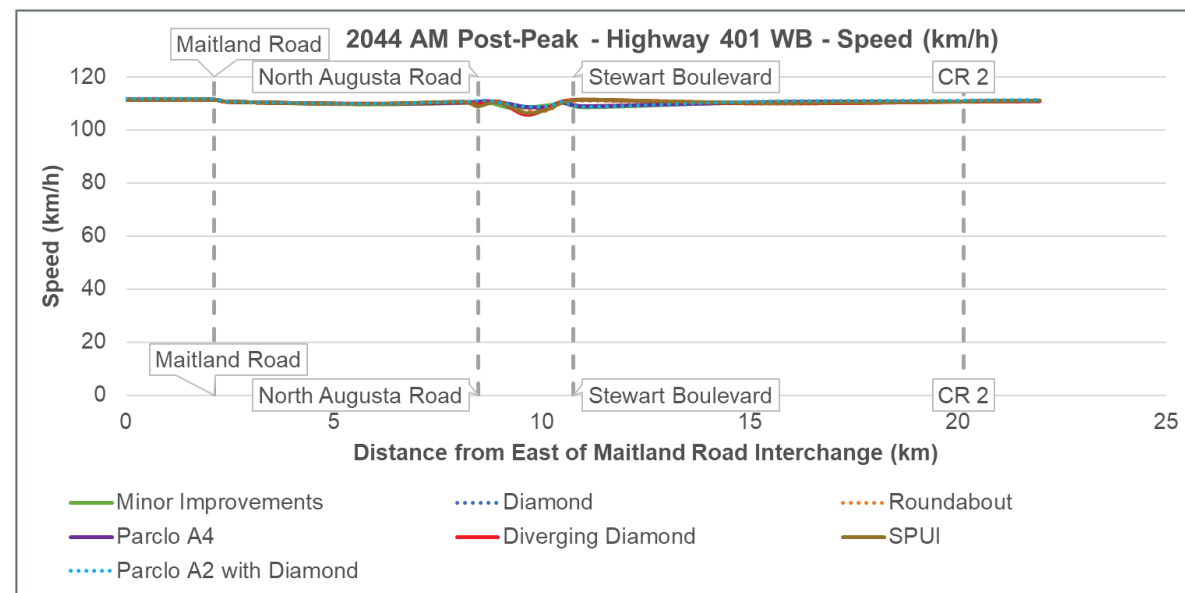 2044 AM Post-Peak - Highway 401 WB - Speed (km/h)
Maitland Road
North Augusta Road
Stewart Boulevard
CR 2
120
100
80
60
40
20
0
Speed (km/h)
Maitland Road
North Augusta Road
Stewart Boulevard
CR 2
0 5 10 15 20 25
Distance from East of Maitland Road Interchange (km)
Minor Improvements Diamond Roundabout
Parclo A4 Diverging Diamond SPUI
Parclo A2 with Diamond